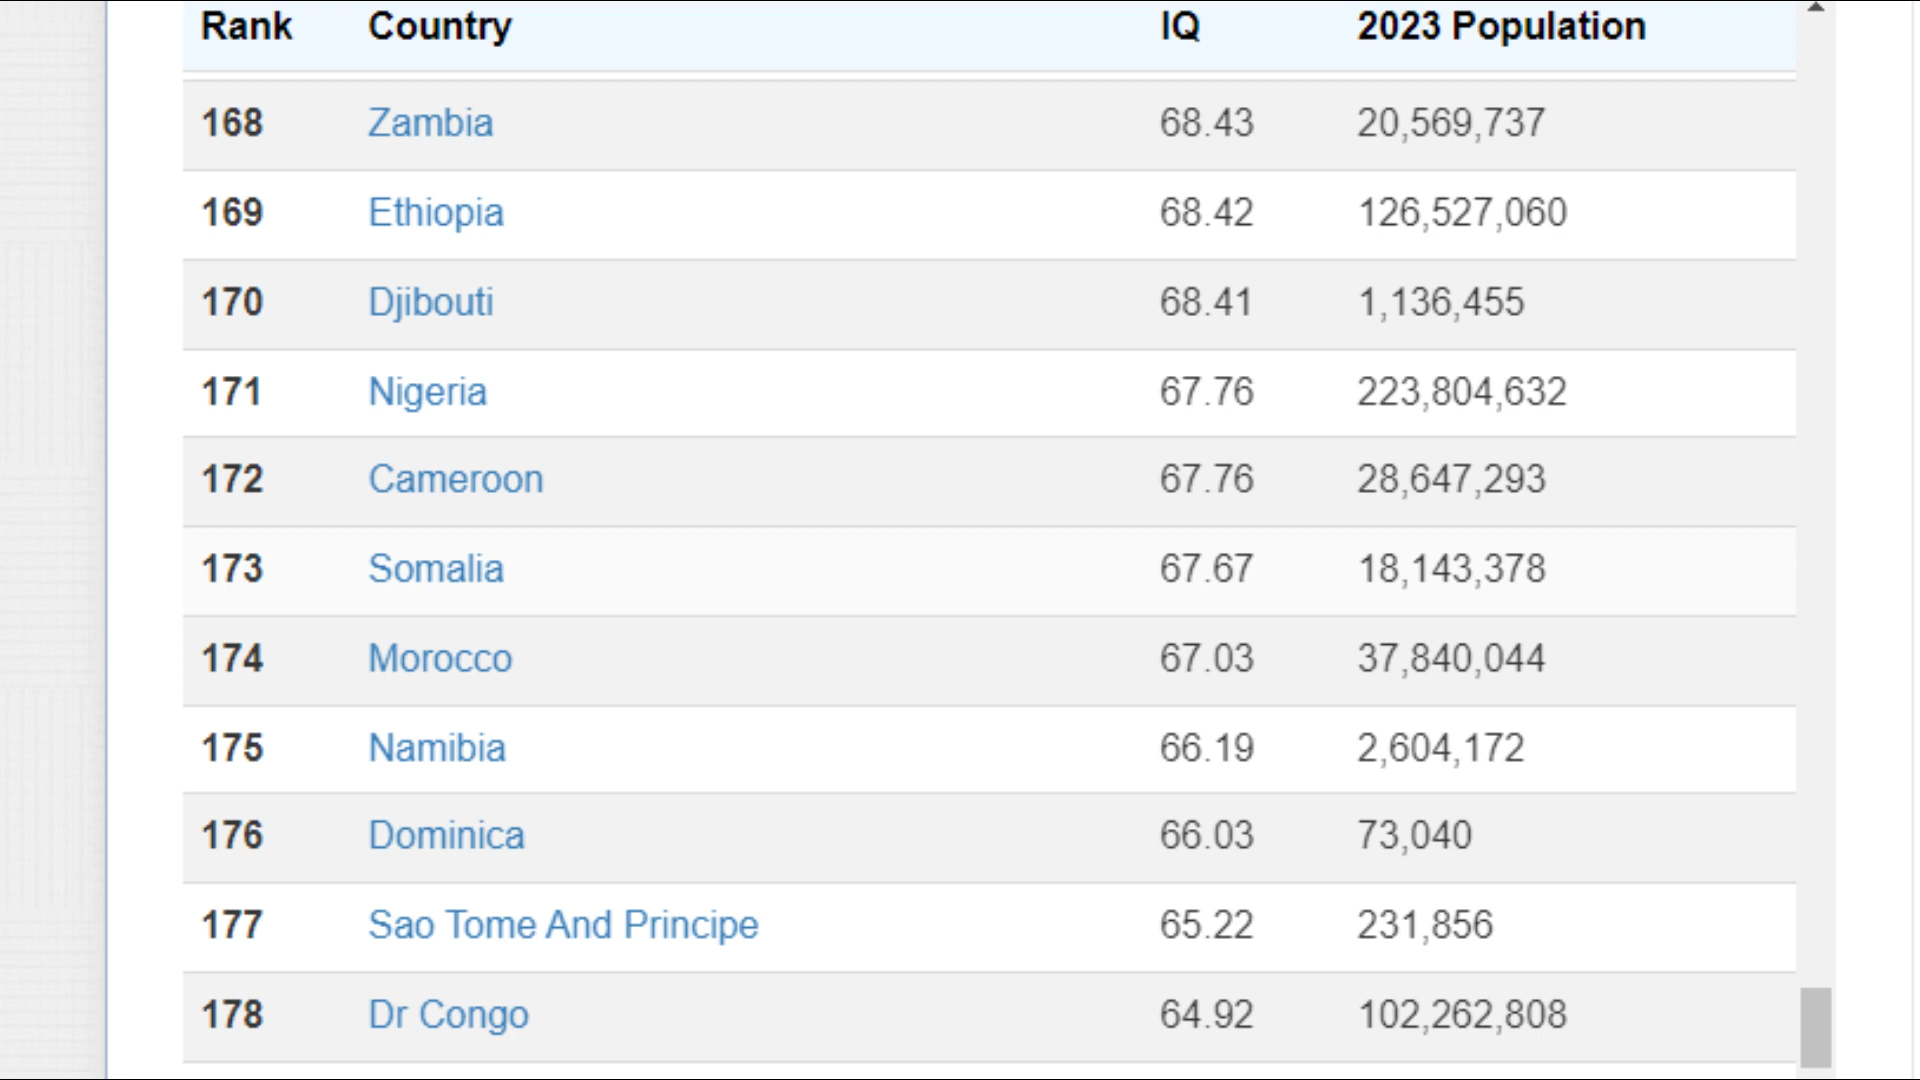 Rank Country IQ 2023 Population
168 Zambia 68.43 20,569,737
169 Ethiopia 68.42 126,527,060
170 Djibouti 68.41 1,136,455
171 Nigeria 67.76 223,804,632
172 Cameroon 67.76 28,647,293
173 Somalia 67.67 18,143,378
174 Morocco 67.03 37,840,044
175 Namibia 66.19 2,604,172
176 Dominica 66.03 73,040
177 Sao Tome And Principe 65.22 231,856
178 Dr Congo 64.92 102,262,808